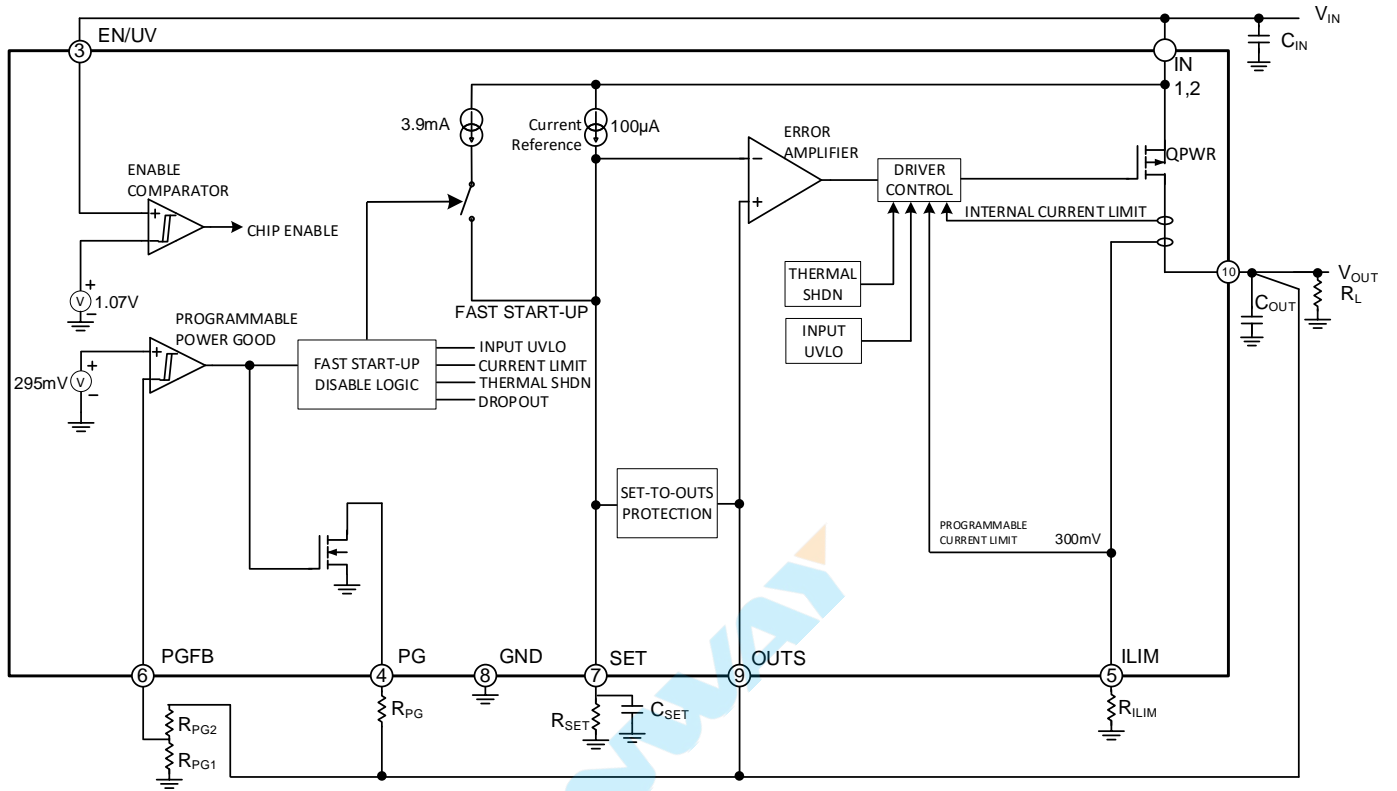 V_IN
EN/UV
3
C_IN
IN
1,2
3.9mA
Current
Reference
100µA
ERROR
AMPLIFIER
−
+
DRIVER
CONTROL
QPWR
ENABLE
COMPARATOR
+
CHIP ENABLE
INTERNAL CURRENT LIMIT
+
V
−
1.07V
THERMAL
SHDN
INPUT
UVLO
10
V_OUT
R_L
C_OUT
FAST START-UP
PROGRAMMABLE
POWER GOOD
+
295mV
+
V
−
FAST START-UP
DISABLE LOGIC
INPUT UVLO
CURRENT LIMIT
THERMAL SHDN
DROPOUT
SET-TO-OUTS
PROTECTION
PROGRAMMABLE
CURRENT LIMIT
300mV
PGFB
6
PG
4
GND
8
SET
7
OUTS
9
ILIM
5
R_PG2
R_PG1
R_PG
R_SET
C_SET
R_ILIM